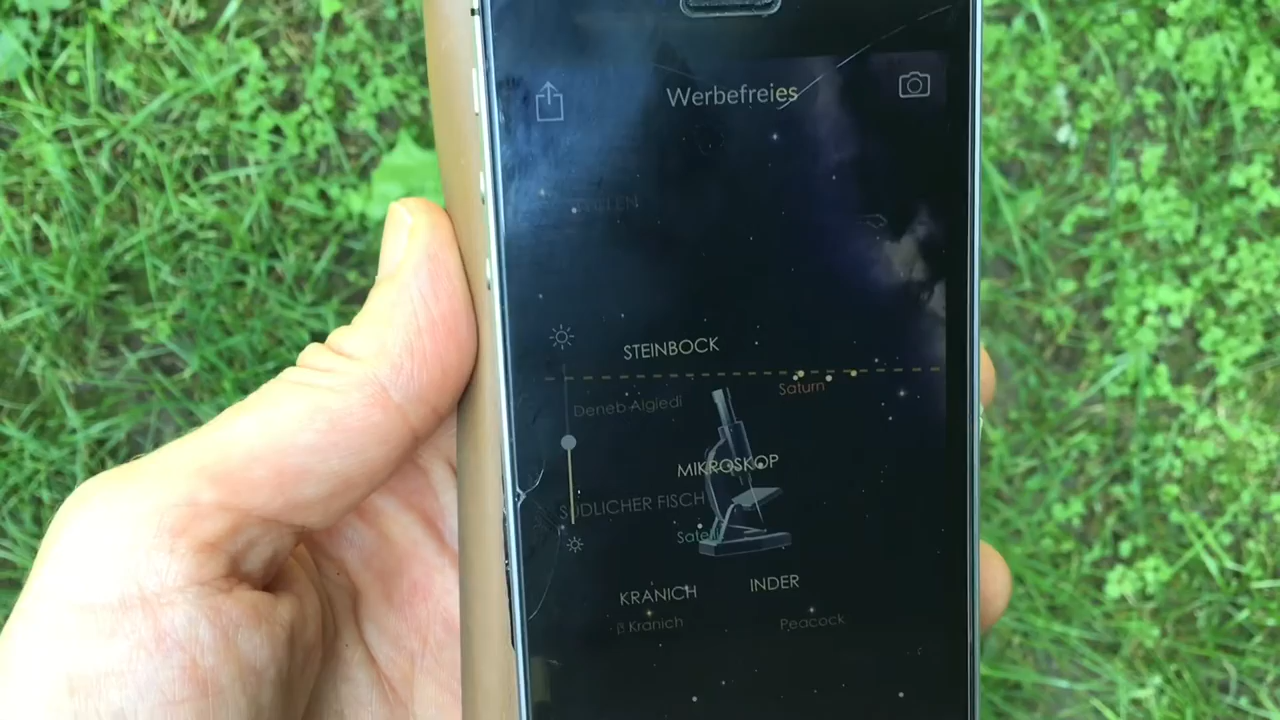 Werbefreies
STEINBOCK
Saturn
Deneb Algiedi
MIKROSKOP
SÜDLICHER FISCH
KRANICH
INDER
β Kranich
Peacock